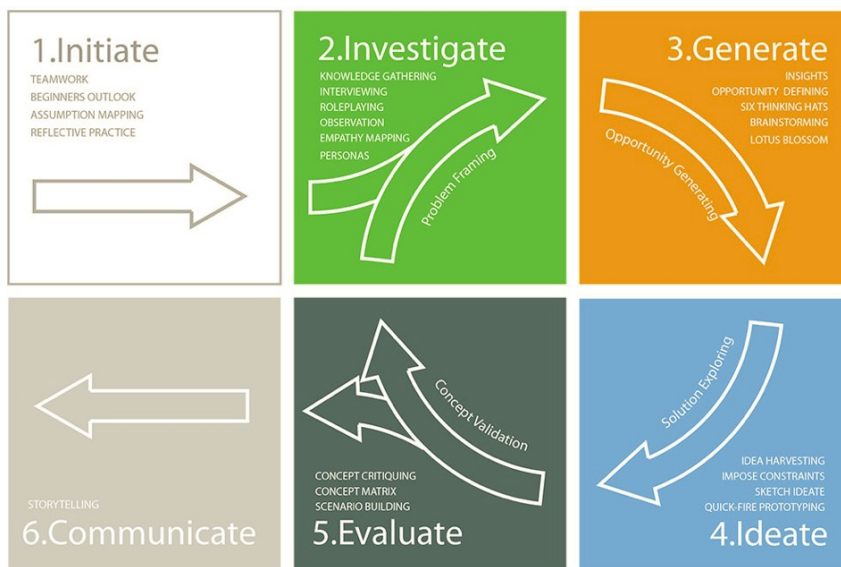 1.Initiate
TEAMWORK
BEGINNERS OUTLOOK
ASSUMPTION MAPPING
REFLECTIVE PRACTICE
2.Investigate
KNOWLEDGE GATHERING
INTERVIEWING
ROLEPLAYING
OBSERVATION
EMPATHY MAPPING
PERSONAS
Problem Framing
3.Generate
INSIGHTS
OPPORTUNITY DEFINING
SIX THINKING HATS
BRAINSTORMING
LOTUS BLOSSOM
Opportunity Generating
Solution Exploring
IDEA HARVESTING
IMPOSE CONSTRAINTS
SKETCH IDEATE
QUICK-FIRE PROTOTYPING
4.Ideate
Concept Validation
CONCEPT CRITIQUING
CONCEPT MATRIX
SCENARIO BUILDING
5.Evaluate
STORYTELLING
6.Communicate